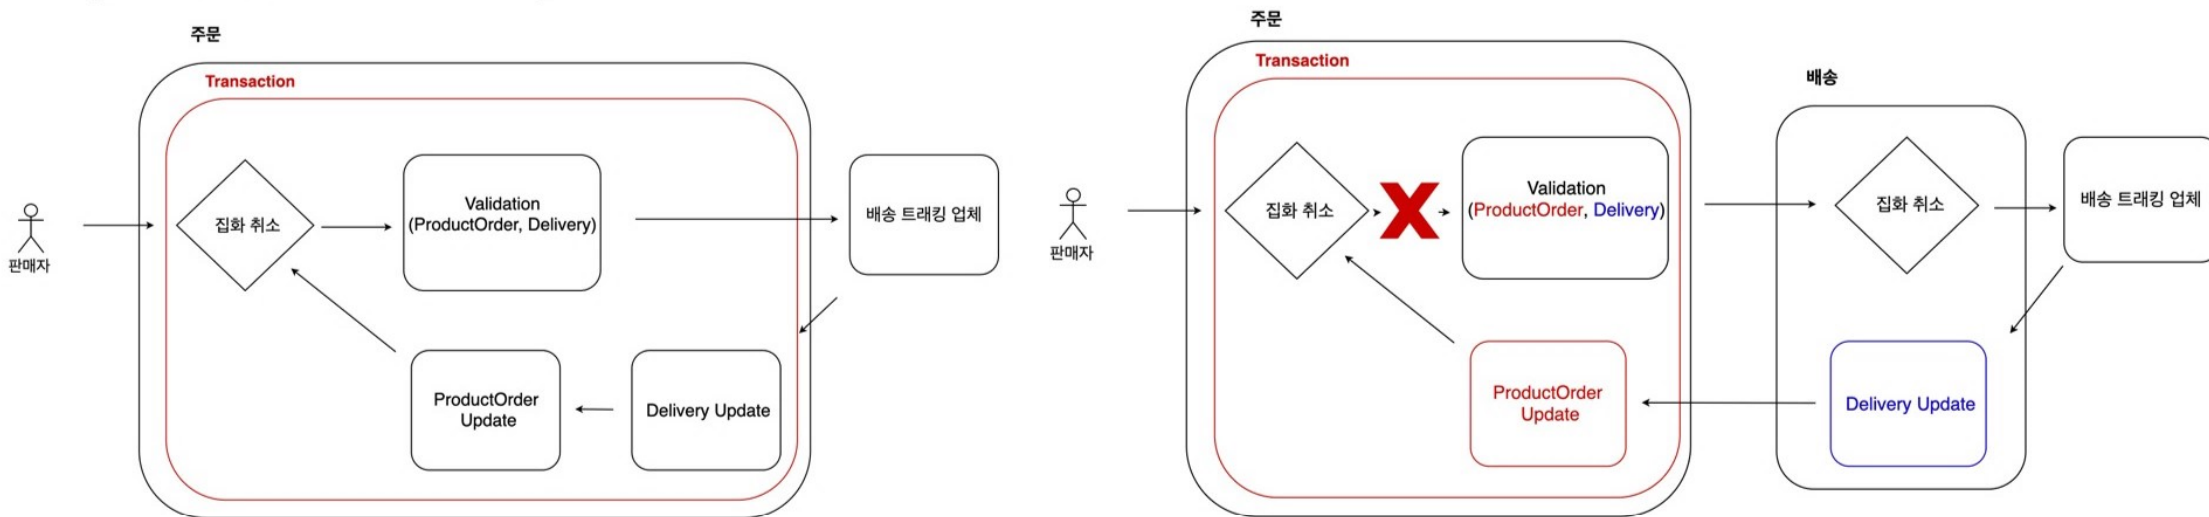 주문
Transaction
집화 취소
Validation
(ProductOrder, Delivery)
배송 트래킹 업체
판매자
ProductOrder
Update
Delivery Update
주문
Transaction
배송
집화 취소
X
Validation
(ProductOrder, Delivery)
집화 취소
배송 트래킹 업체
판매자
ProductOrder
Update
Delivery Update